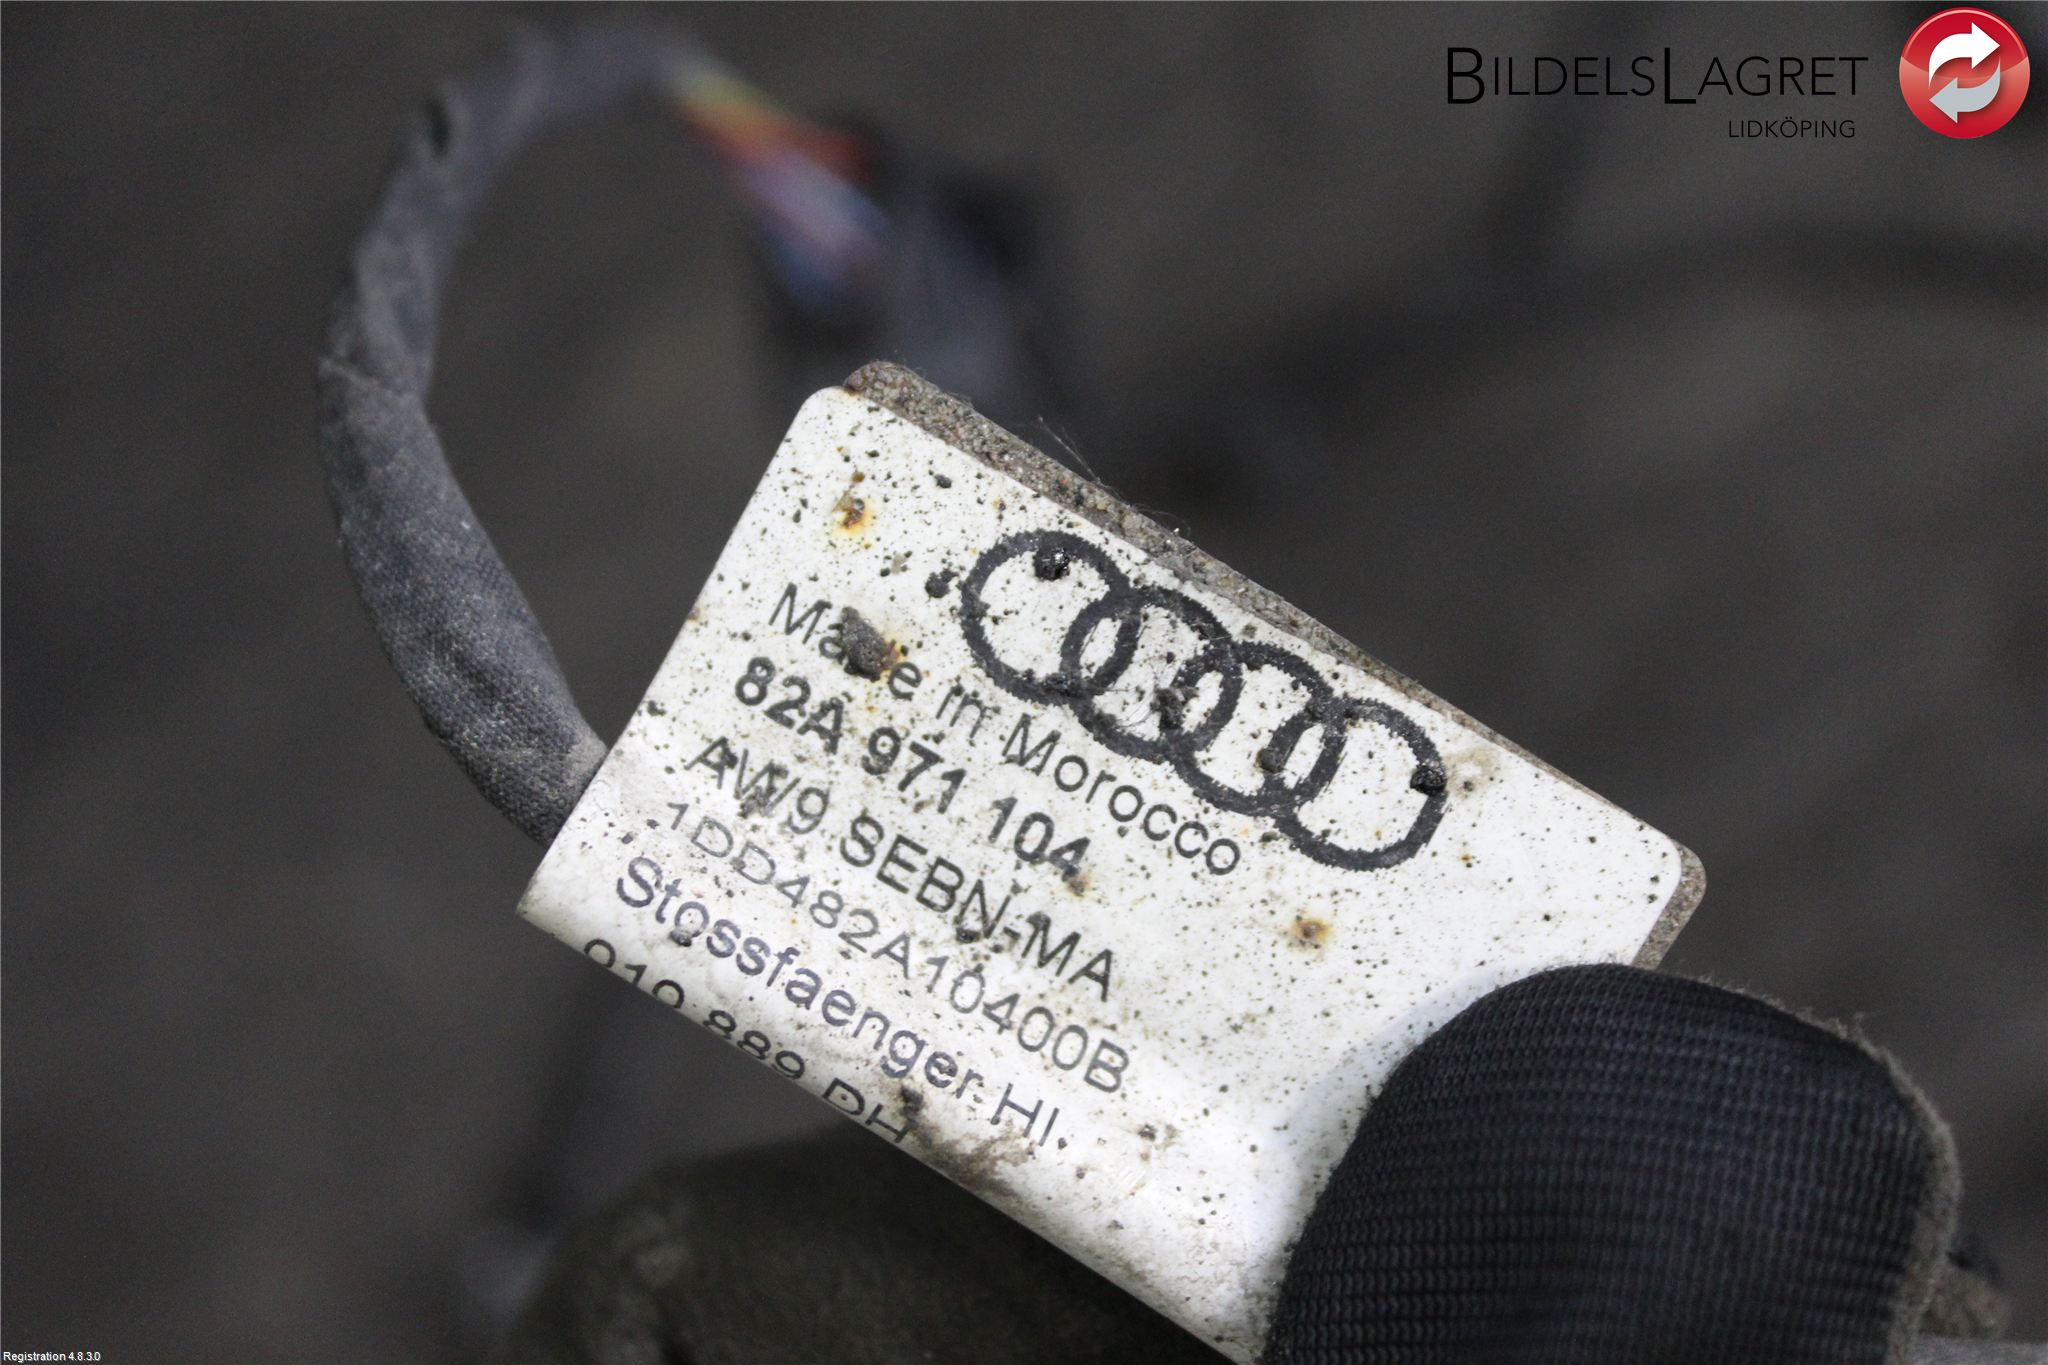 BILDELSLAGRET
LIDKÖPING
Made in Morocco
82A 971 104
AW9 SEBN-MA
1DD482A10400B
Stossfaenger HI.
889 DH
Registration 4.8.3.0